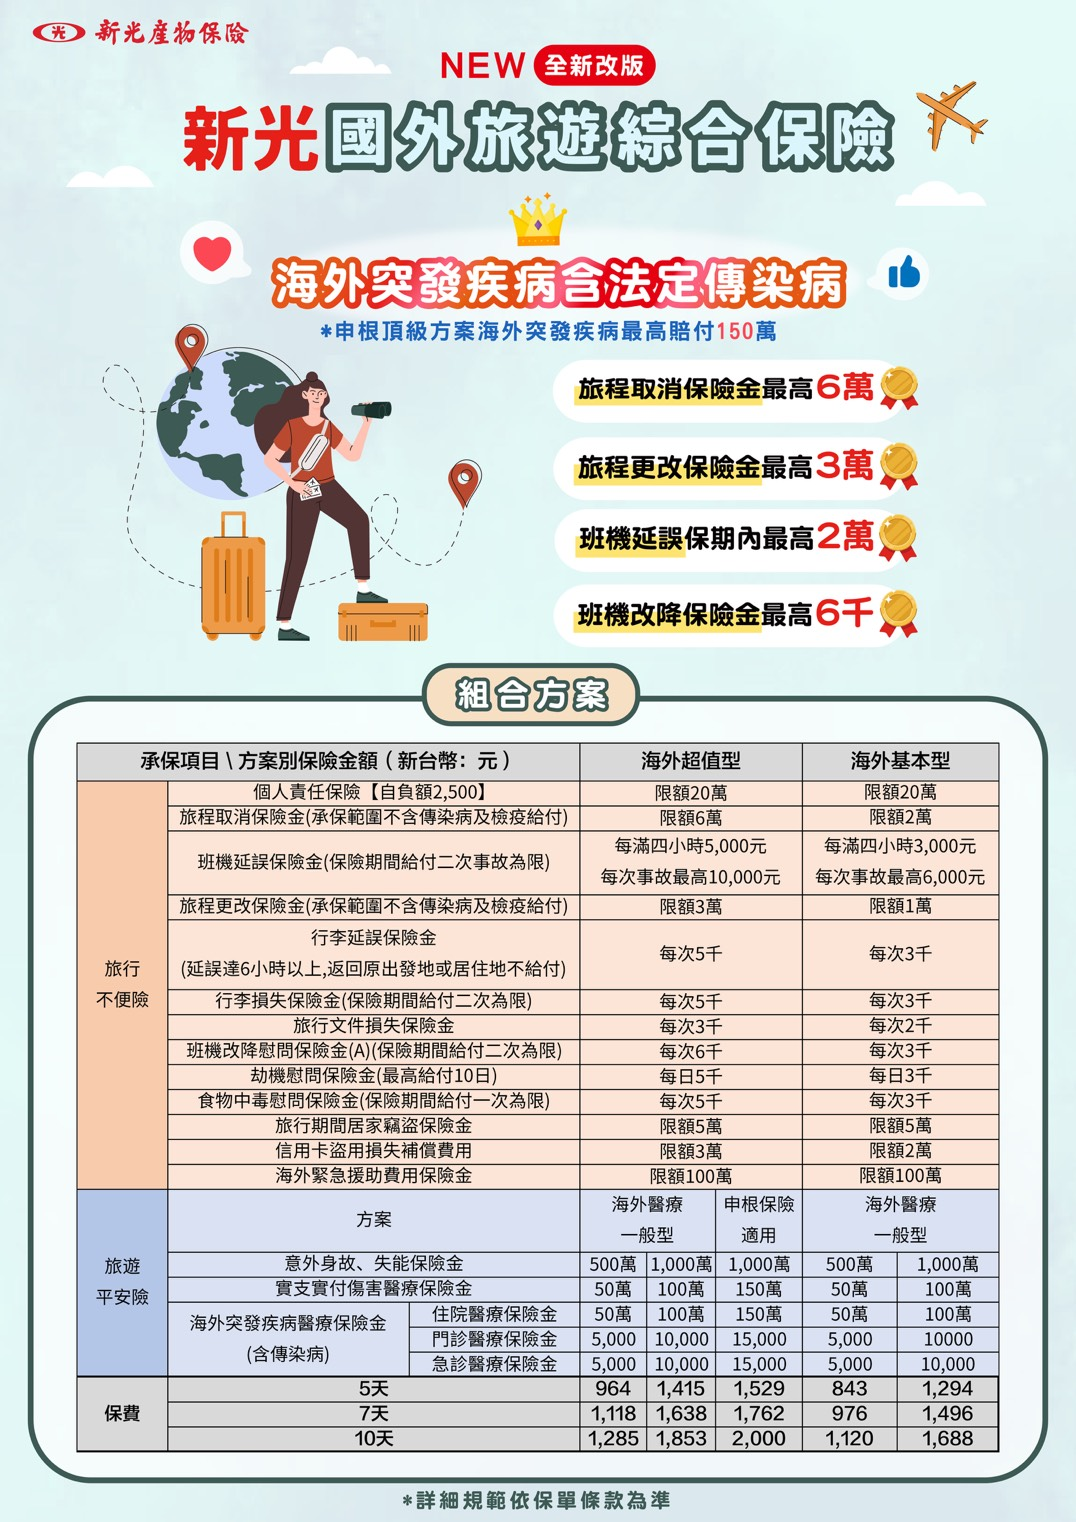 新光產物保險
NEW 全新改版
新光國外旅遊綜合保險
海外突發疾病含法定傳染病
*申根頂級方案海外突發疾病最高賠付150萬
旅程取消保險金最高6萬
旅程更改保險金最高3萬
班機延誤保期內最高2萬
班機改降保險金最高6千
組合方案
承保項目 \ 方案別保險金額（新台幣：元） 海外超值型 海外基本型
旅行
不便險
個人責任保險【自負額2,500】 限額20萬 限額20萬
旅程取消保險金(承保範圍不含傳染病及檢疫給付) 限額6萬 限額2萬
班機延誤保險金(保險期間給付二次事故為限) 每滿四小時5,000元 每滿四小時3,000元
每次事故最高10,000元 每次事故最高6,000元
旅程更改保險金(承保範圍不含傳染病及檢疫給付) 限額3萬 限額1萬
行李延誤保險金
(延誤達6小時以上,返回原出發地或居住地不給付) 每次5千 每次3千
行李損失保險金(保險期間給付二次為限) 每次5千 每次3千
旅行文件損失保險金 每次3千 每次2千
班機改降慰問保險金(A)(保險期間給付二次為限) 每次6千 每次3千
劫機慰問保險金(最高給付10日) 每日5千 每日3千
食物中毒慰問保險金(保險期間給付一次為限) 每次5千 每次3千
旅行期間居家竊盜保險金 限額5萬 限額5萬
信用卡盜用損失補償費用 限額3萬 限額2萬
海外緊急援助費用保險金 限額100萬 限額100萬
旅遊
平安險
方案 海外醫療 申根保險 海外醫療
一般型 適用 一般型
意外身故、失能保險金 500萬 1,000萬 1,000萬 500萬 1,000萬
實支實付傷害醫療保險金 50萬 100萬 150萬 50萬 100萬
海外突發疾病醫療保險金
(含傳染病)
住院醫療保險金 50萬 100萬 150萬 50萬 100萬
門診醫療保險金 5,000 10,000 15,000 5,000 10000
急診醫療保險金 5,000 10,000 15,000 5,000 10,000
保費
5天 964 1,415 1,529 843 1,294
7天 1,118 1,638 1,762 976 1,496
10天 1,285 1,853 2,000 1,120 1,688
*詳細規範依保單條款為準